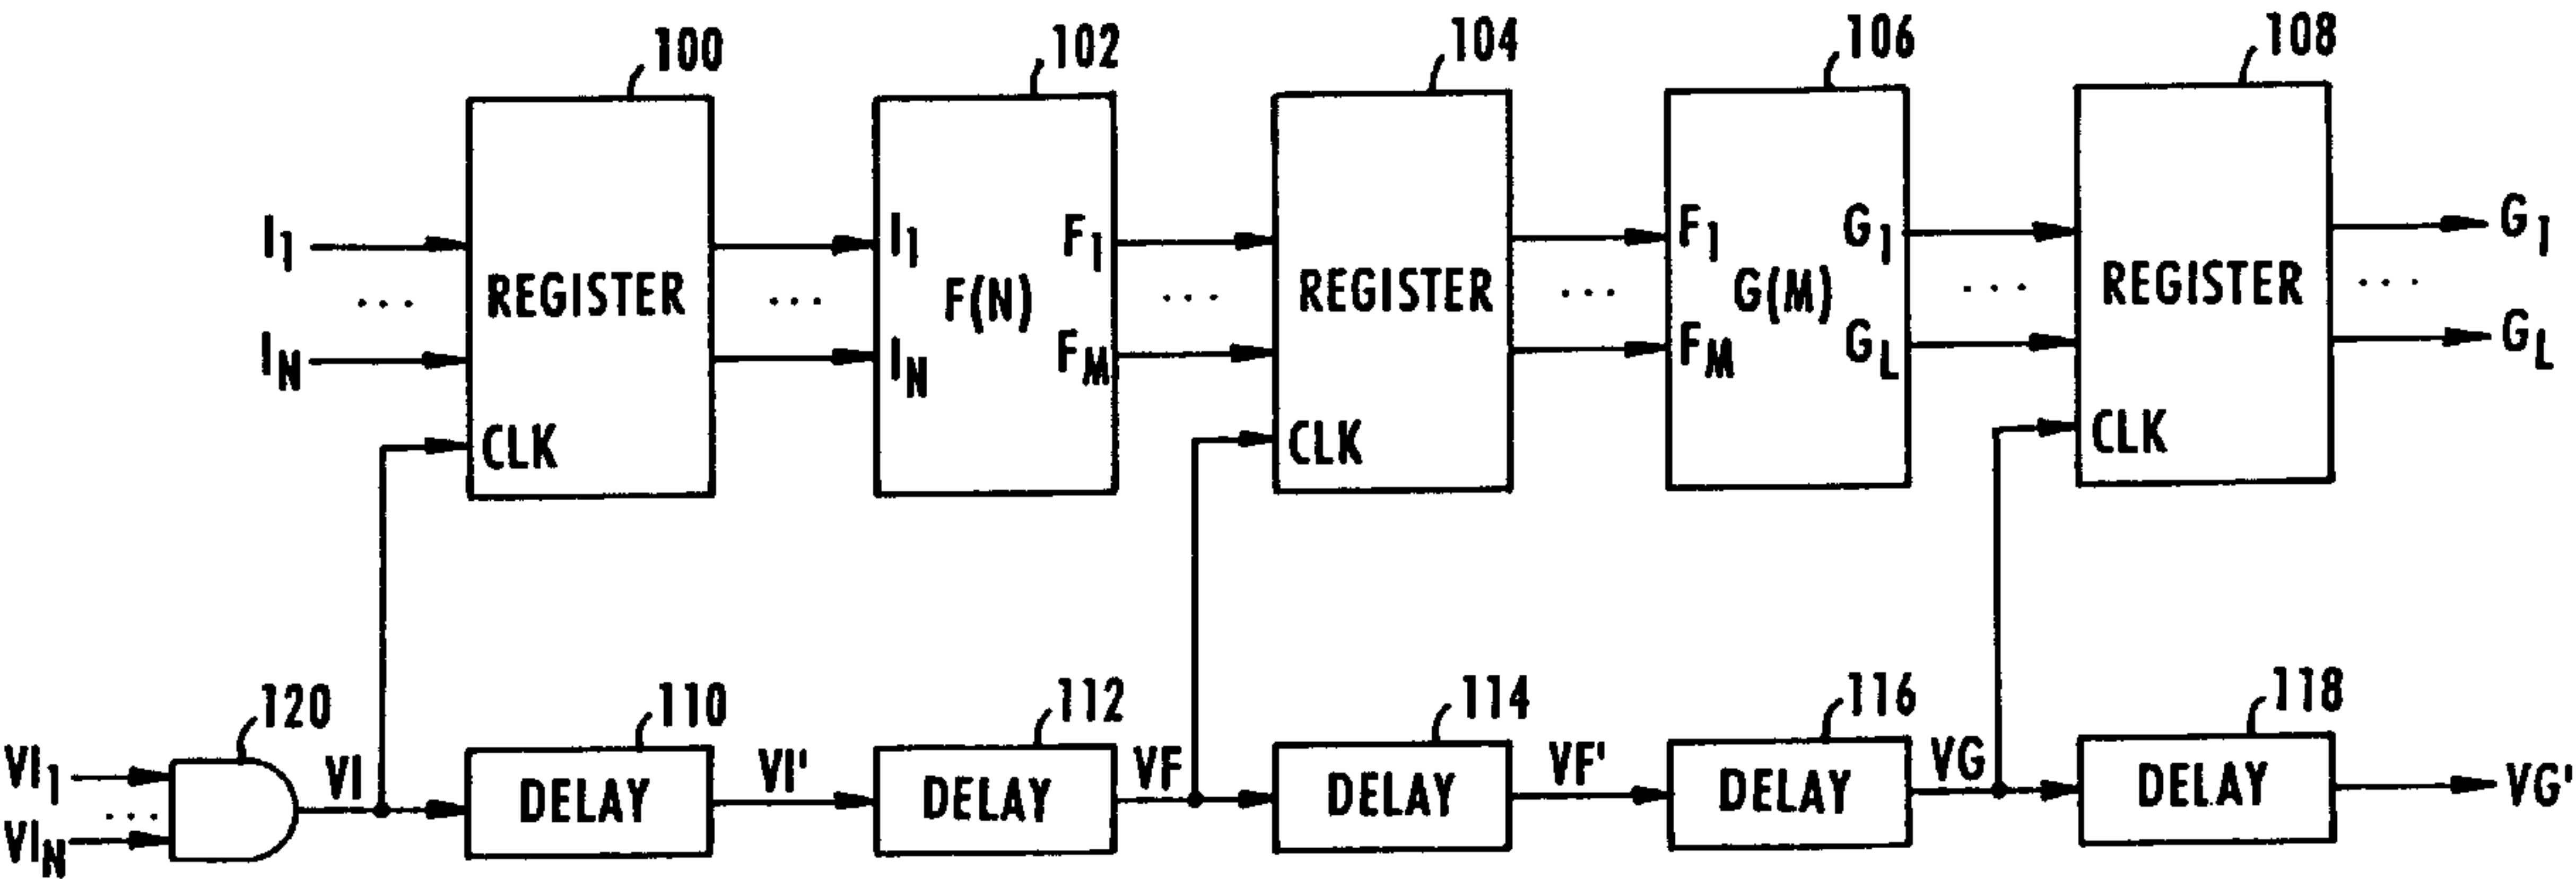 100 102 104 106 108
I1 I1 F1 F1 G1 G1
... ... ... ... ... ...
REGISTER F(N) REGISTER G(M) REGISTER
IN IN FM FM GL GL
CLK CLK CLK
120 110 112 114 116 118
VI1 VI VI' VF VF' VG VG'
... DELAY DELAY DELAY DELAY DELAY
VIN